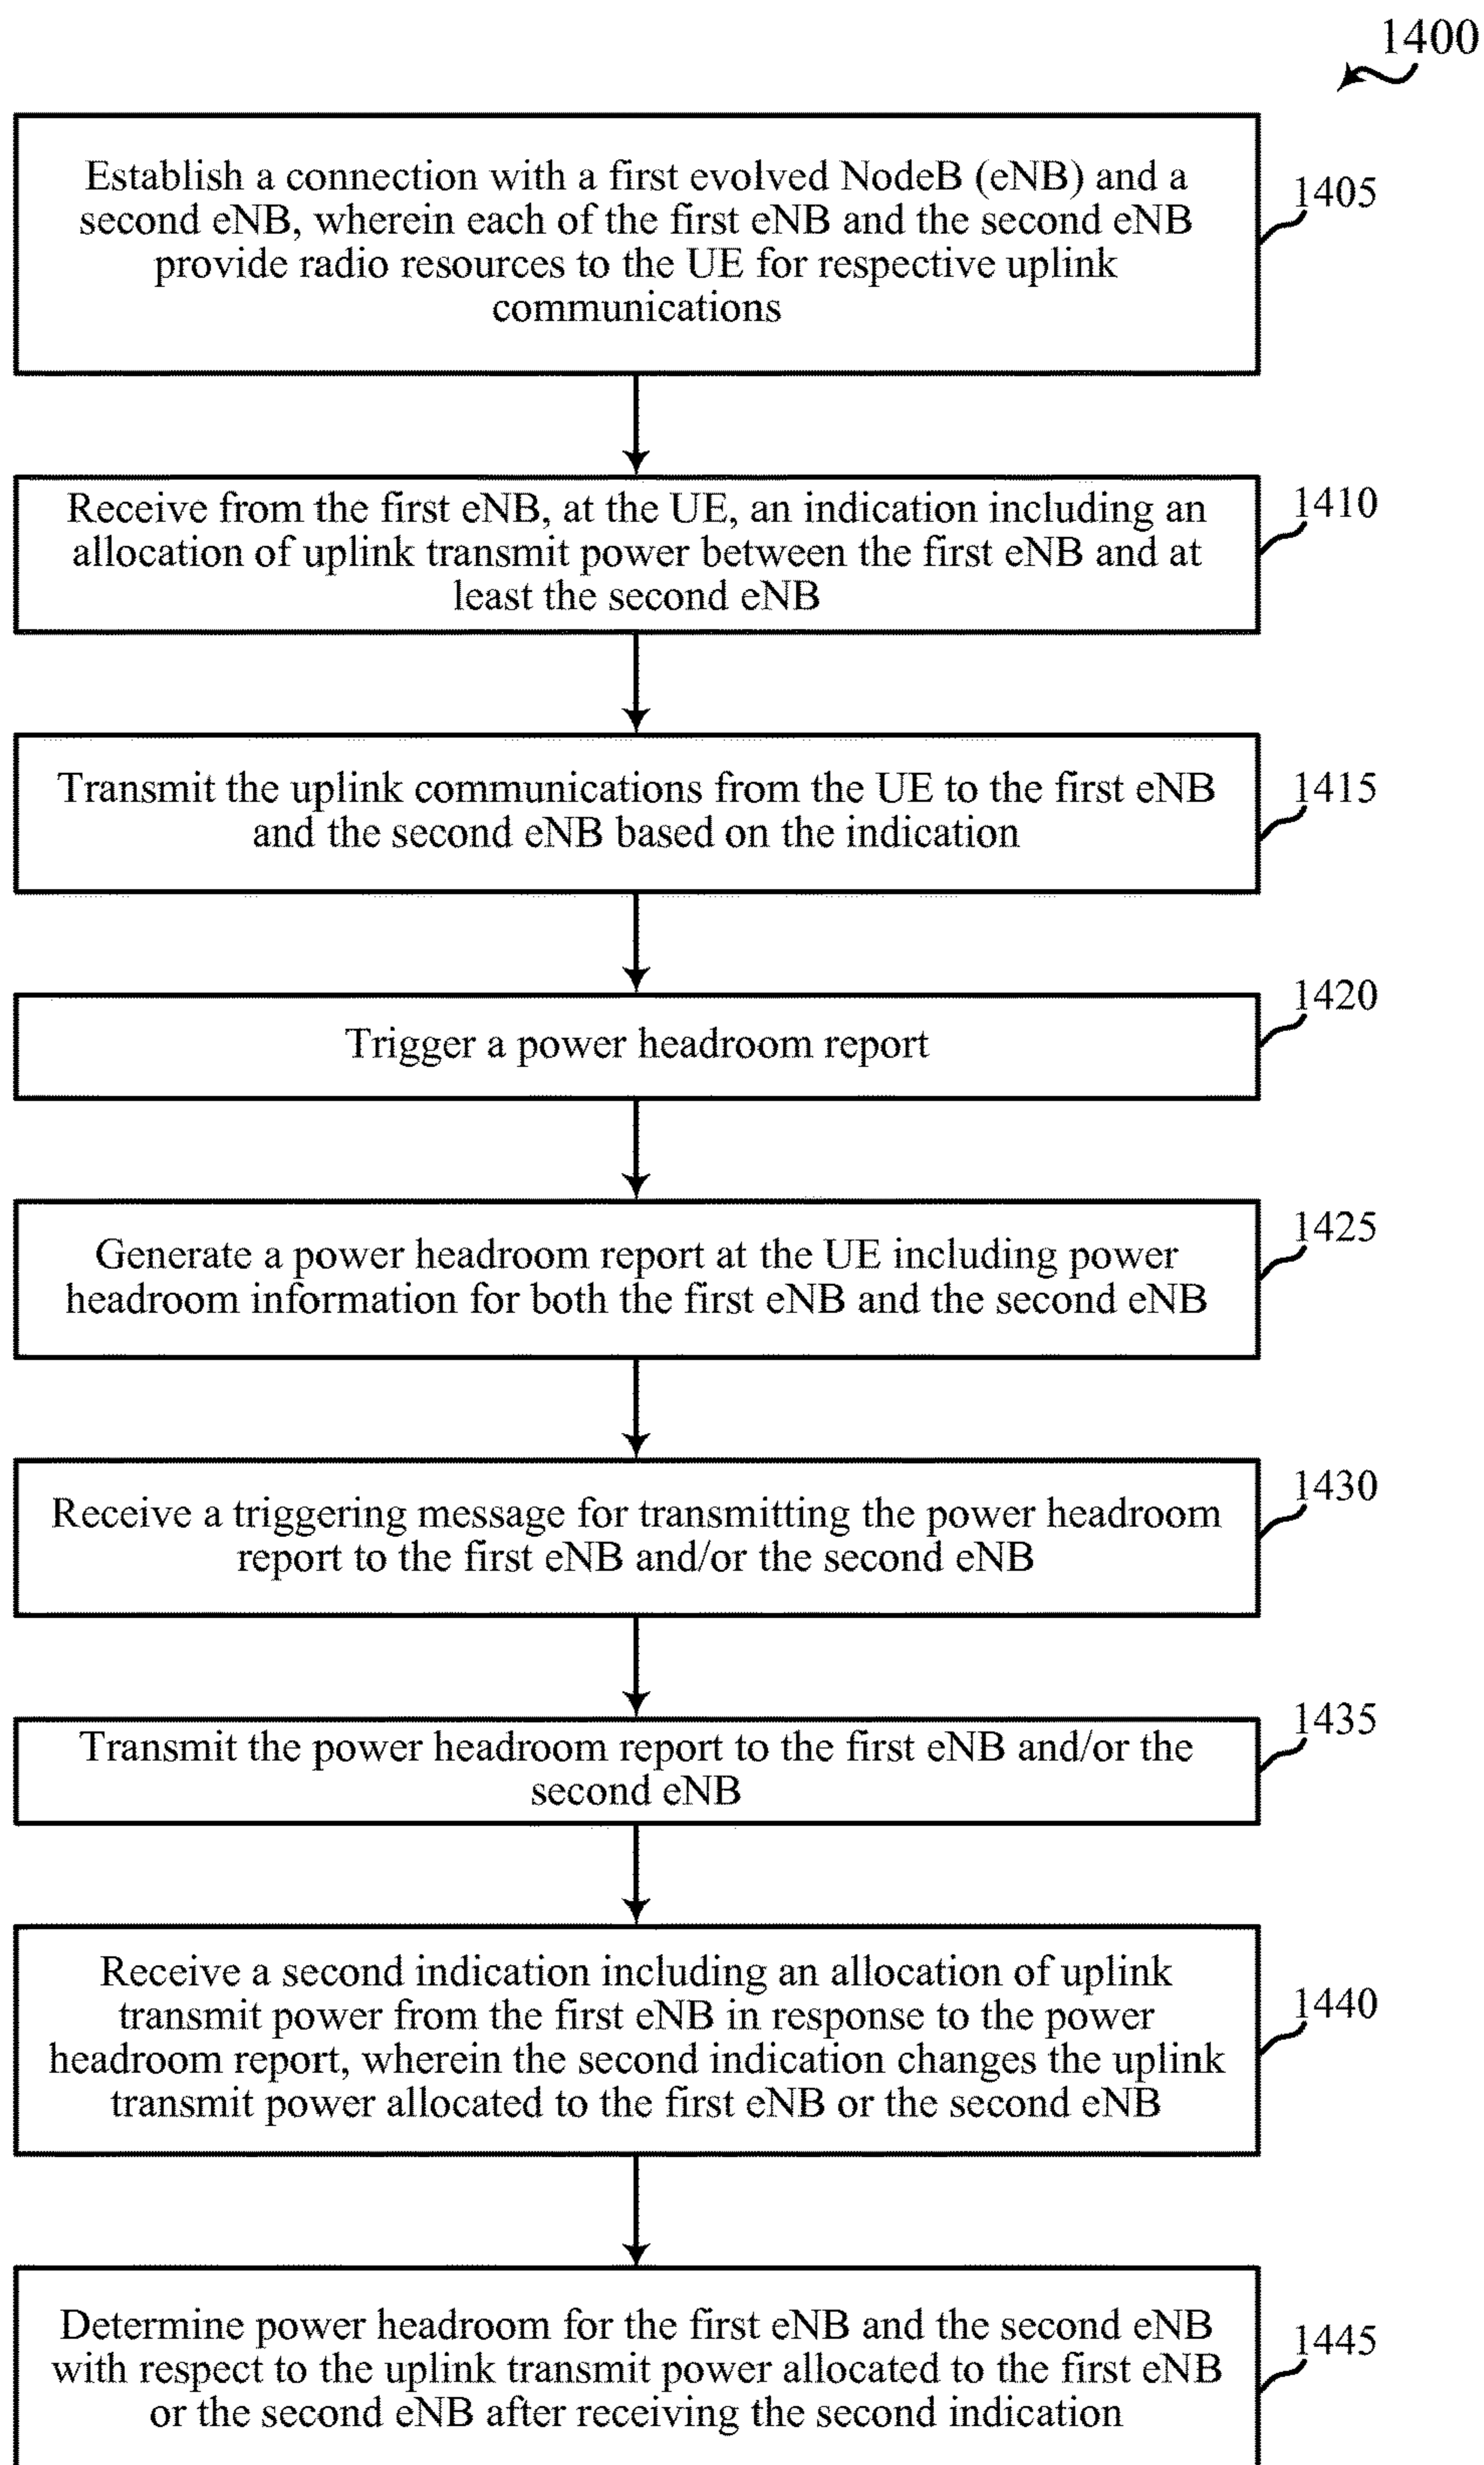 1400
Establish a connection with a first evolved NodeB (eNB) and a
second eNB, wherein each of the first eNB and the second eNB
provide radio resources to the UE for respective uplink
communications
1405
Receive from the first eNB, at the UE, an indication including an
allocation of uplink transmit power between the first eNB and at
least the second eNB
1410
Transmit the uplink communications from the UE to the first eNB
and the second eNB based on the indication
1415
Trigger a power headroom report
1420
Generate a power headroom report at the UE including power
headroom information for both the first eNB and the second eNB
1425
Receive a triggering message for transmitting the power headroom
report to the first eNB and/or the second eNB
1430
Transmit the power headroom report to the first eNB and/or the
second eNB
1435
Receive a second indication including an allocation of uplink
transmit power from the first eNB in response to the power
headroom report, wherein the second indication changes the uplink
transmit power allocated to the first eNB or the second eNB
1440
Determine power headroom for the first eNB and the second eNB
with respect to the uplink transmit power allocated to the first eNB
or the second eNB after receiving the second indication
1445